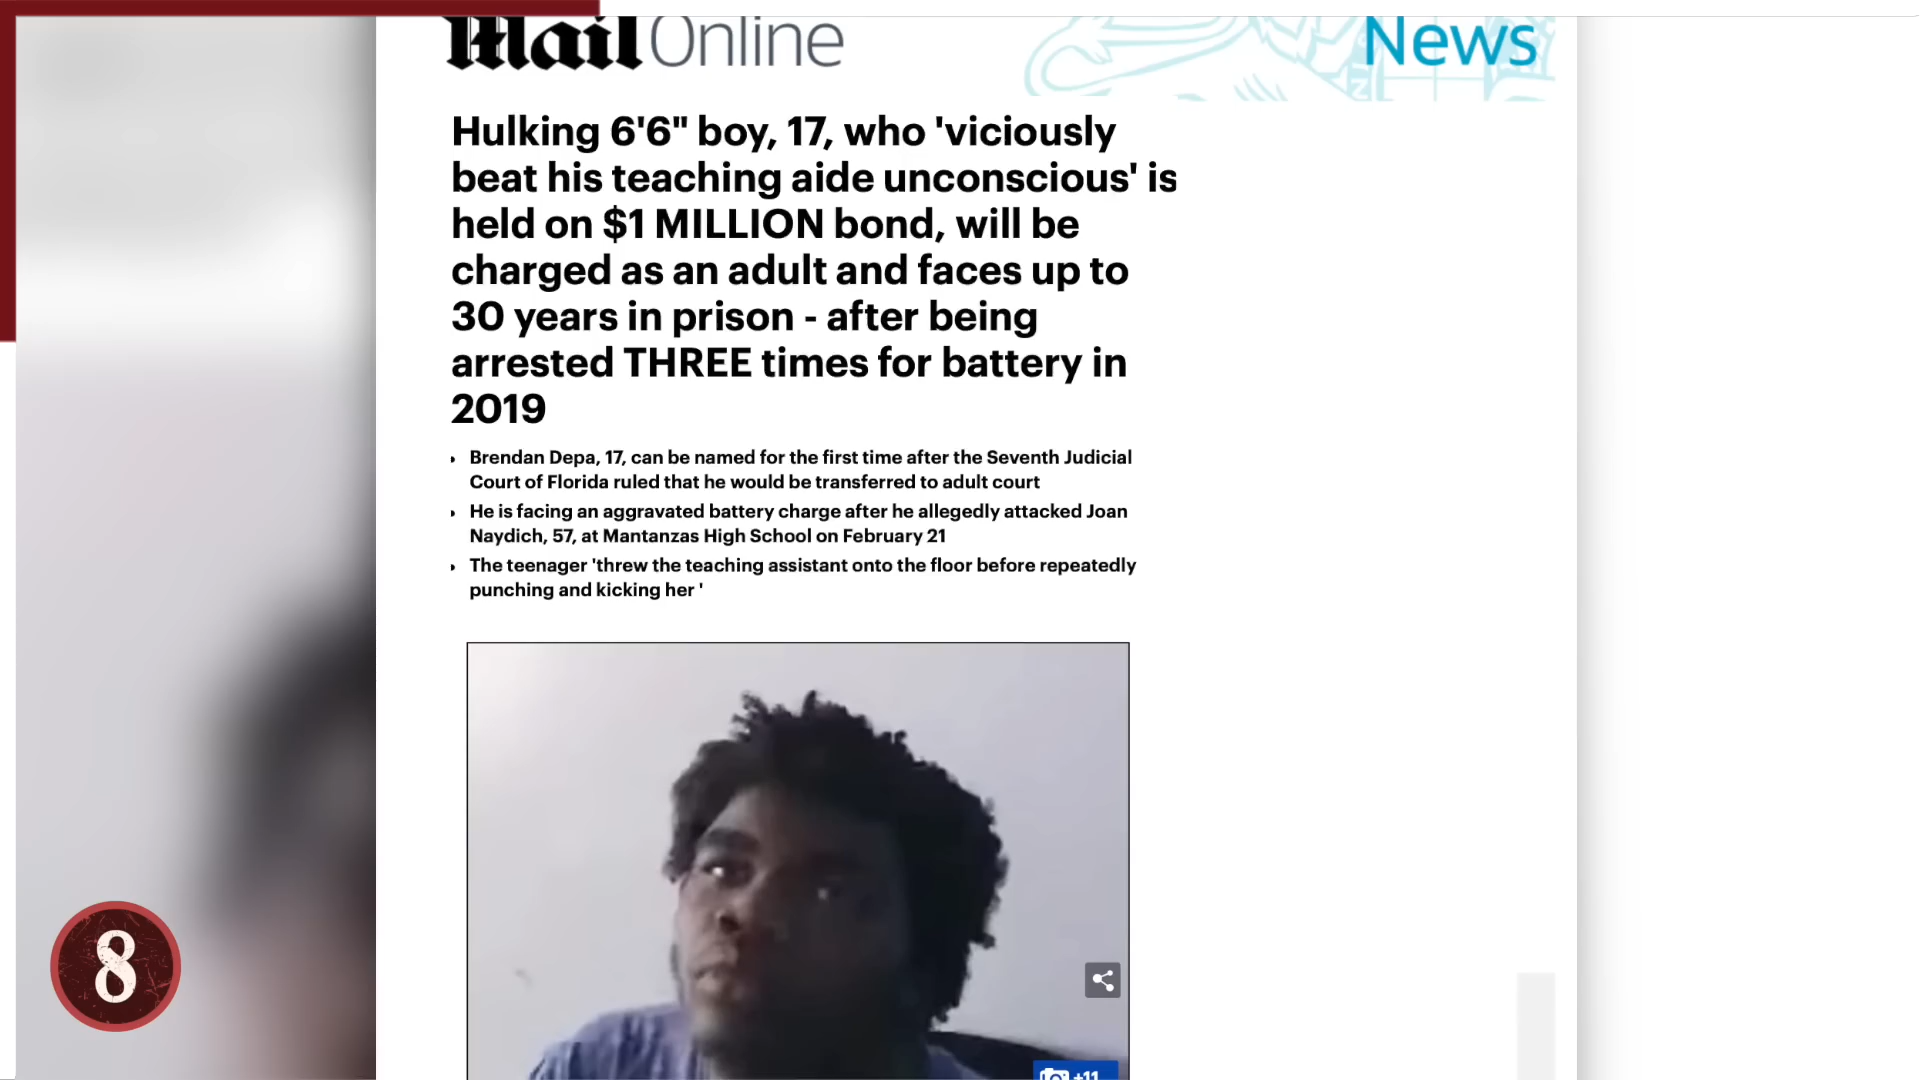 Mail Online
News
Hulking 6'6" boy, 17, who 'viciously
beat his teaching aide unconscious' is
held on $1 MILLION bond, will be
charged as an adult and faces up to
30 years in prison - after being
arrested THREE times for battery in
2019
Brendan Depa, 17, can be named for the first time after the Seventh Judicial
Court of Florida ruled that he would be transferred to adult court
He is facing an aggravated battery charge after he allegedly attacked Joan
Naydich, 57, at Mantanzas High School on February 21
The teenager 'threw the teaching assistant onto the floor before repeatedly
punching and kicking her '
8
+11